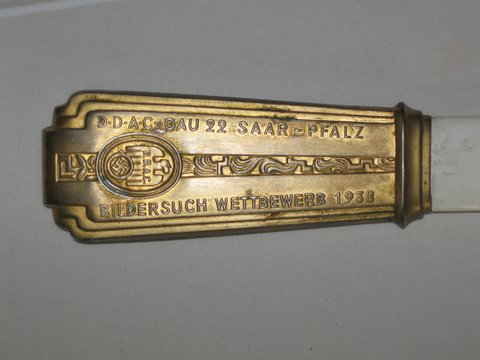 D·D·A·C·GAU 22 SAAR-PFALZ
D.D.A.C.
BILDERSUCH WETTBEWERB 1938